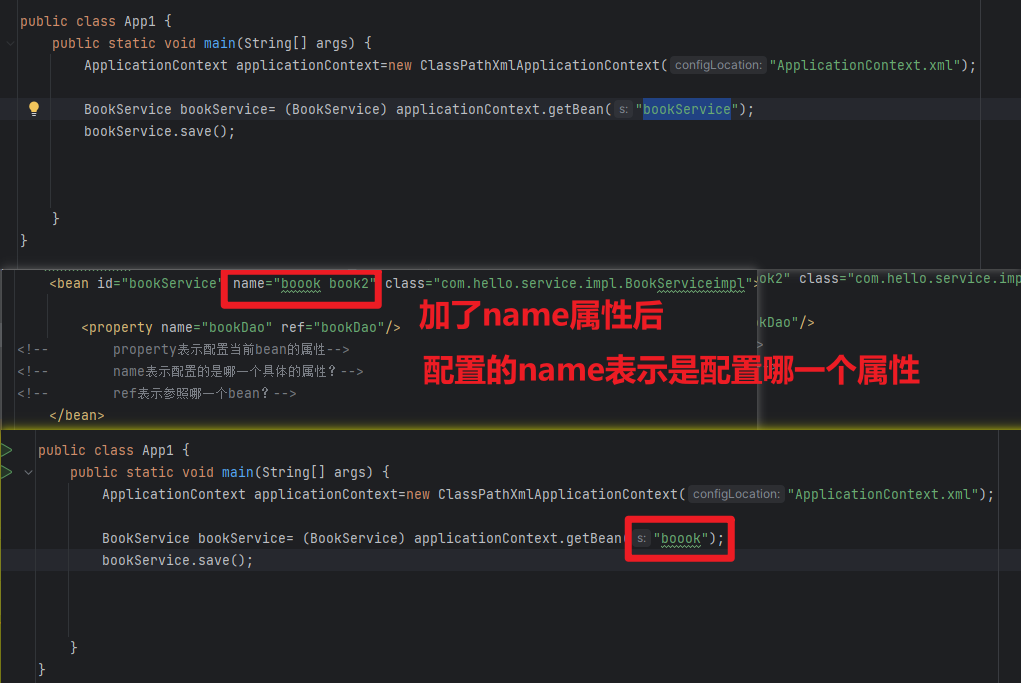 public class App1 {
public static void main(String[] args) {
ApplicationContext applicationContext=new ClassPathXmlApplicationContext( configLocation: "ApplicationContext.xml");
BookService bookService= (BookService) applicationContext.getBean( s: "bookService");
bookService.save();
}
}
<bean id="bookService" name="boook book2" class="com.hello.service.impl.BookServiceimpl">
ok2" class="com.hello.service.imp
加了name属性后
<property name="bookDao" ref="bookDao"/>
kDao"/>
<!-- property表示配置当前bean的属性-->
配置的name表示是配置哪一个属性
<!-- name表示配置的是哪一个具体的属性？-->
<!-- ref表示参照哪一个bean？-->
</bean>
public class App1 {
public static void main(String[] args) {
ApplicationContext applicationContext=new ClassPathXmlApplicationContext( configLocation: "ApplicationContext.xml");
BookService bookService= (BookService) applicationContext.getBean( s: "boook");
bookService.save();
}
}